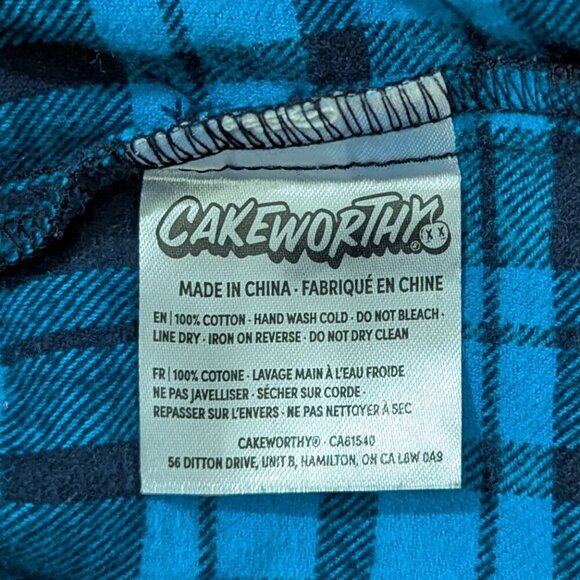 CAKEWORTHY
MADE IN CHINA · FABRIQUÉ EN CHINE
EN | 100% COTTON · HAND WASH COLD · DO NOT BLEACH ·
LINE DRY · IRON ON REVERSE · DO NOT DRY CLEAN
FR | 100% COTONE · LAVAGE MAIN À L'EAU FROIDE
NE PAS JAVELLISER · SÉCHER SUR CORDE ·
REPASSER SUR L'ENVERS · NE PAS NETTOYER À SEC
CAKEWORTHY® · CA61540
56 DITTON DRIVE, UNIT B, HAMILTON, ON CA L8W 0A9